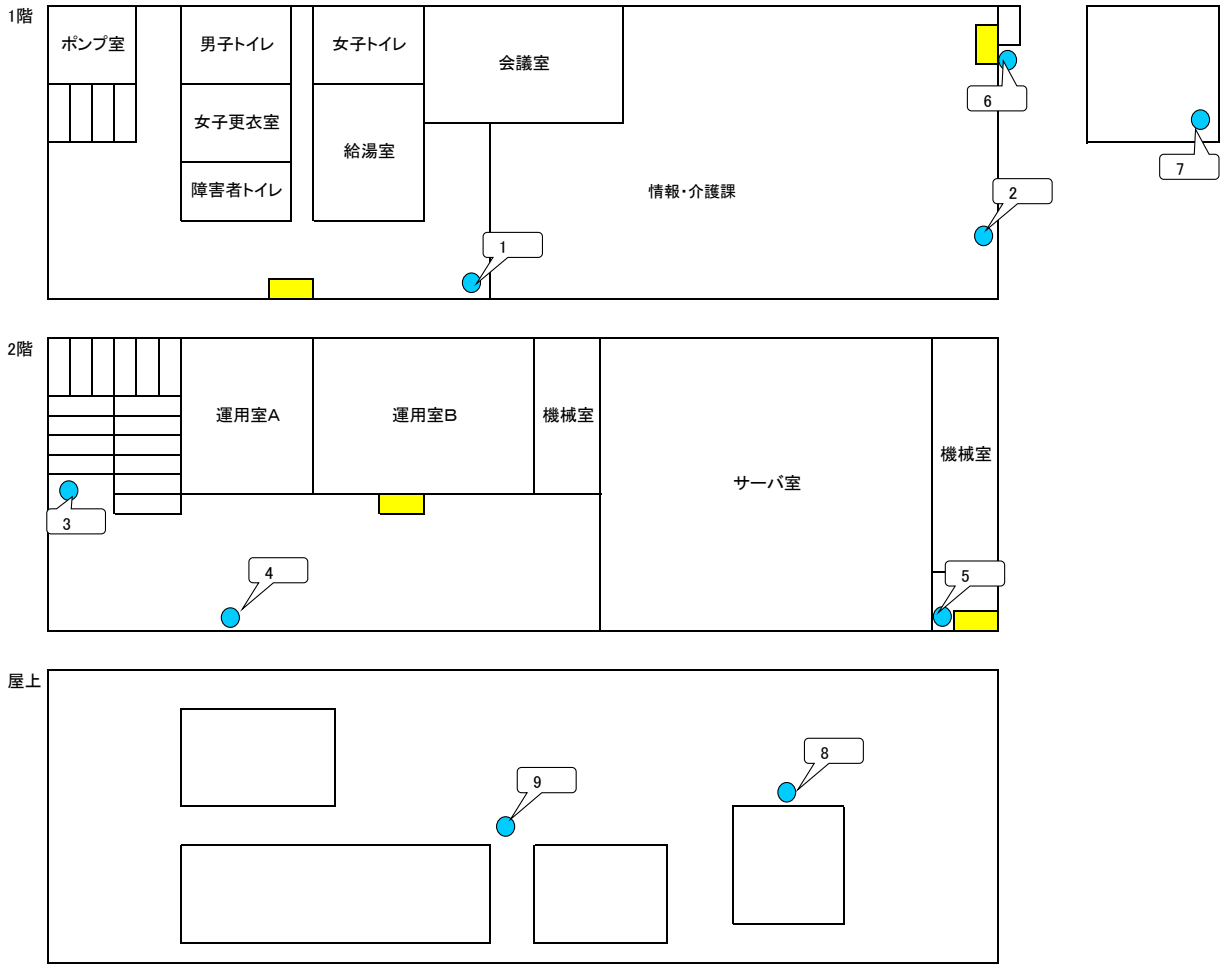 1階
ポンプ室
男子トイレ
女子トイレ
会議室
6
女子更衣室
給湯室
7
障害者トイレ
情報・介護課
2
1
2階
運用室A
運用室B
機械室
機械室
サーバ室
3
4
5
屋上
8
9